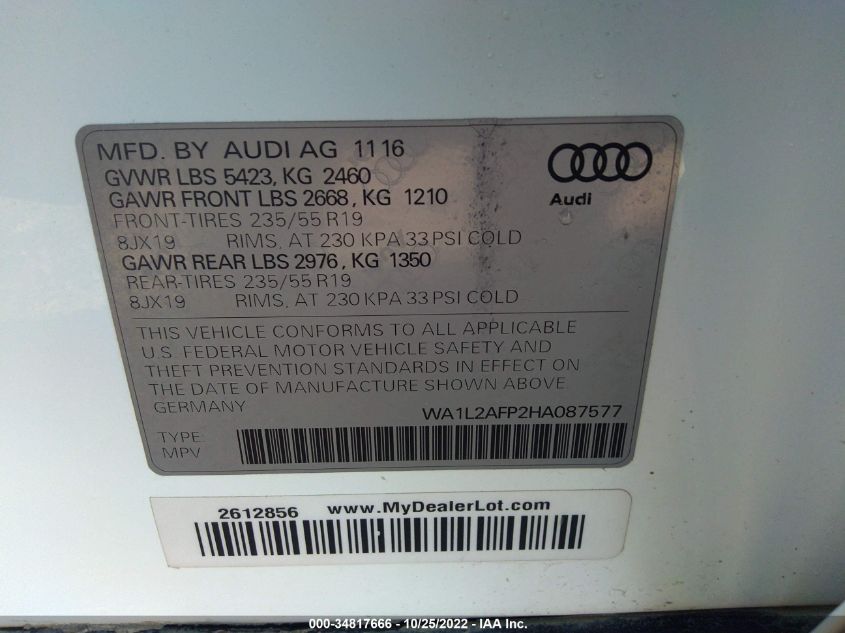 MFD. BY AUDI AG 11 16
GVWR LBS 5423, KG 2460
GAWR FRONT LBS 2668, KG 1210
FRONT-TIRES 235/55 R19
8JX19 RIMS, AT 230 KPA 33 PSI COLD
GAWR REAR LBS 2976, KG 1350
REAR-TIRES 235/55 R19
8JX19 RIMS, AT 230 KPA 33 PSI COLD
Audi
THIS VEHICLE CONFORMS TO ALL APPLICABLE
U.S. FEDERAL MOTOR VEHICLE SAFETY AND
THEFT PREVENTION STANDARDS IN EFFECT ON
THE DATE OF MANUFACTURE SHOWN ABOVE.
GERMANY WA1L2AFP2HA087577
TYPE:
MPV
2612856 www.MyDealerLot.com
000-34817666 - 10/25/2022 - IAA Inc.